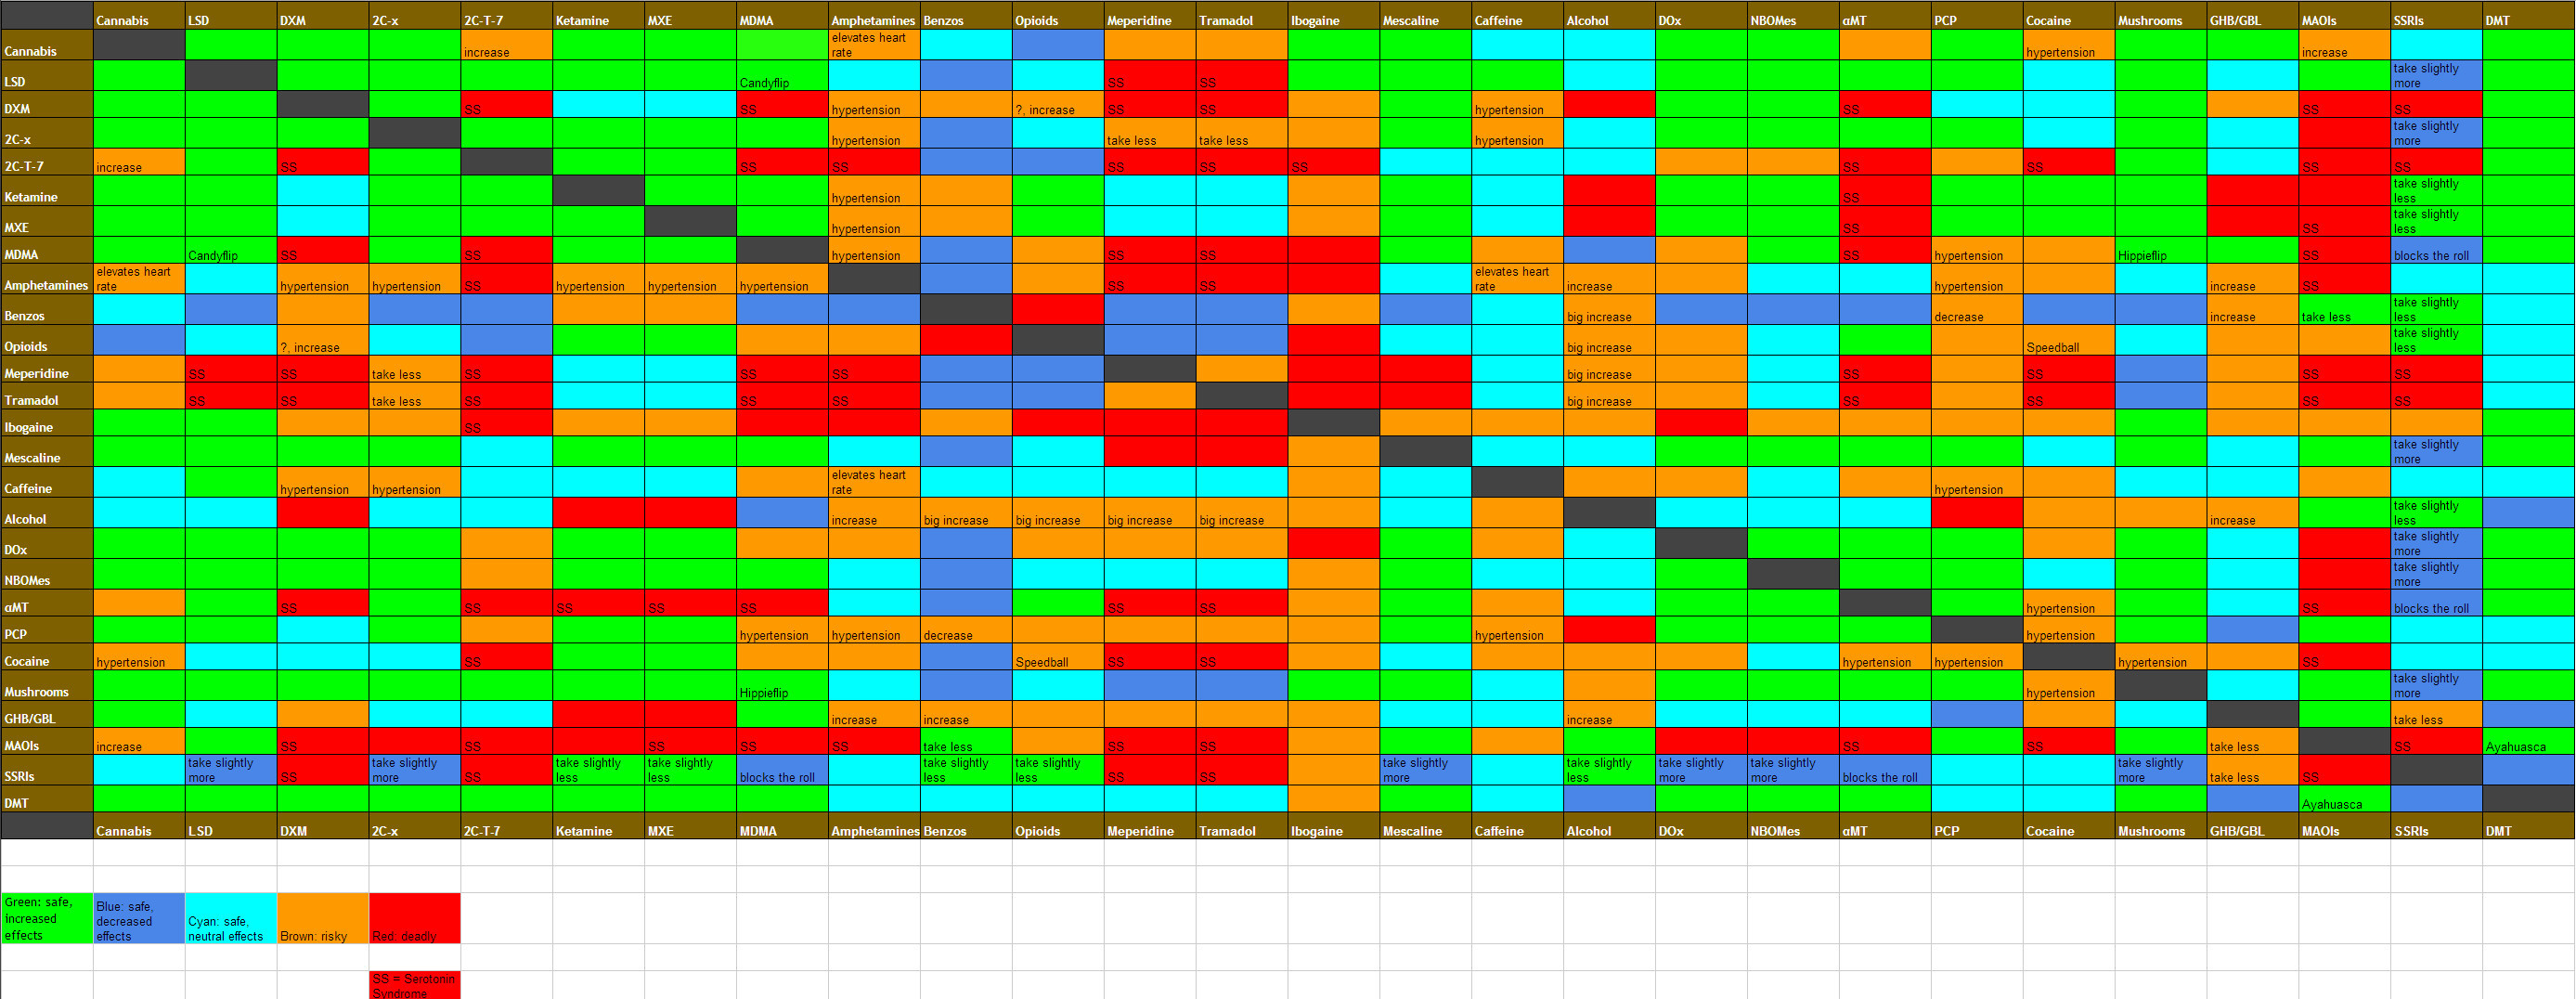 Cannabis LSD DXM 2C-x 2C-T-7 Ketamine MXE MDMA Amphetamines Benzos Opioids Meperidine Tramadol Ibogaine Mescaline Caffeine Alcohol DOx NBOMes αMT PCP Cocaine Mushrooms GHB/GBL MAOIs SSRIs DMT
Cannabis increase elevates heart rate hypertension increase
LSD Candyflip SS SS take slightly more
DXM SS SS hypertension ?, increase SS SS hypertension SS SS SS
2C-x hypertension take less take less hypertension take slightly more
2C-T-7 increase SS SS SS SS SS SS SS SS SS SS
Ketamine hypertension SS take slightly less
MXE hypertension SS SS take slightly less
MDMA Candyflip SS SS hypertension SS SS SS hypertension Hippieflip SS blocks the roll
Amphetamines elevates heart rate hypertension hypertension SS hypertension hypertension hypertension SS SS elevates heart rate increase hypertension increase SS
Benzos big increase decrease increase take less take slightly less
Opioids ?, increase big increase Speedball take slightly less
Meperidine SS SS take less SS SS SS big increase SS SS SS SS
Tramadol SS SS take less SS SS SS big increase SS SS SS SS
Ibogaine SS
Mescaline take slightly more
Caffeine hypertension hypertension elevates heart rate hypertension
Alcohol increase big increase big increase big increase big increase increase take slightly less
DOx take slightly more
NBOMes take slightly more
αMT SS SS SS SS SS SS SS hypertension SS blocks the roll
PCP hypertension hypertension decrease hypertension hypertension
Cocaine hypertension SS Speedball SS SS hypertension hypertension hypertension SS
Mushrooms Hippieflip hypertension take slightly more
GHB/GBL increase increase increase take less
MAOIs increase SS SS SS SS SS take less SS SS SS SS take less SS Ayahuasca
SSRIs take slightly more SS take slightly more SS take slightly less take slightly less blocks the roll take slightly less take slightly less SS SS take slightly more take slightly less take slightly more take slightly more blocks the roll take slightly more take less SS
DMT Ayahuasca
Cannabis LSD DXM 2C-x 2C-T-7 Ketamine MXE MDMA Amphetamines Benzos Opioids Meperidine Tramadol Ibogaine Mescaline Caffeine Alcohol DOx NBOMes αMT PCP Cocaine Mushrooms GHB/GBL MAOIs SSRIs DMT
Green: safe, increased effects
Blue: safe, decreased effects
Cyan: safe, neutral effects
Brown: risky
Red: deadly
SS = Serotonin Syndrome